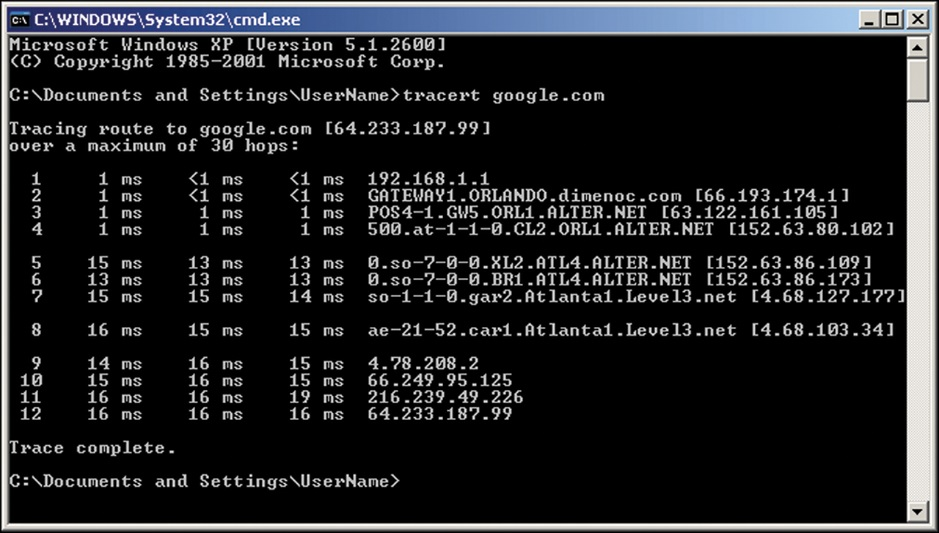 C:\WINDOWS\System32\cmd.exe
Microsoft Windows XP [Version 5.1.2600]
(C) Copyright 1985-2001 Microsoft Corp.
C:\Documents and Settings\UserName>tracert google.com
Tracing route to google.com [64.233.187.99]
over a maximum of 30 hops:
1 1 ms <1 ms <1 ms 192.168.1.1
2 1 ms <1 ms <1 ms GATEWAY1.ORLANDO.dimenoc.com [66.193.174.1]
3 1 ms 1 ms 1 ms POS4-1.GW5.ORL1.ALTER.NET [63.122.161.105]
4 1 ms 1 ms 1 ms 500.at-1-1-0.CL2.ORL1.ALTER.NET [152.63.80.102]
5 15 ms 13 ms 13 ms 0.so-7-0-0.XL2.ATL4.ALTER.NET [152.63.86.109]
6 13 ms 13 ms 13 ms 0.so-7-0-0.BR1.ATL4.ALTER.NET [152.63.86.173]
7 15 ms 15 ms 14 ms so-1-1-0.gar2.Atlanta1.Level3.net [4.68.127.177]
8 16 ms 15 ms 15 ms ae-21-52.car1.Atlanta1.Level3.net [4.68.103.34]
9 14 ms 16 ms 15 ms 4.78.208.2
10 15 ms 16 ms 15 ms 66.249.95.125
11 16 ms 16 ms 19 ms 216.239.49.226
12 16 ms 16 ms 16 ms 64.233.187.99
Trace complete.
C:\Documents and Settings\UserName>